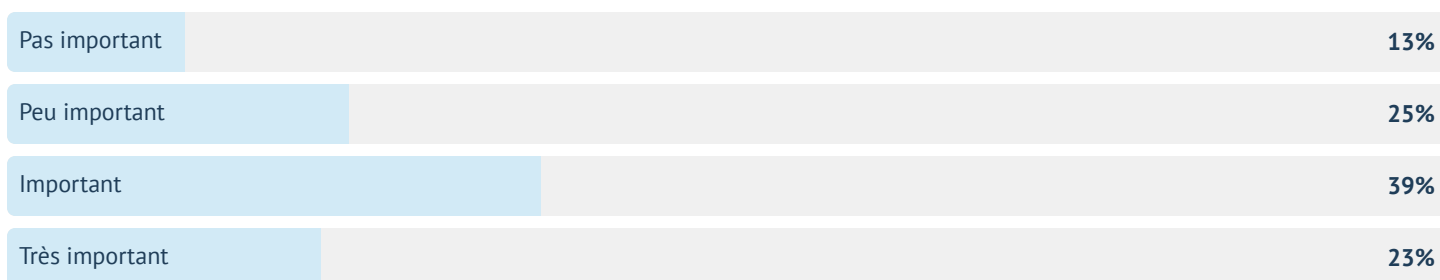 Pas important 13%
Peu important 25%
Important 39%
Très important 23%